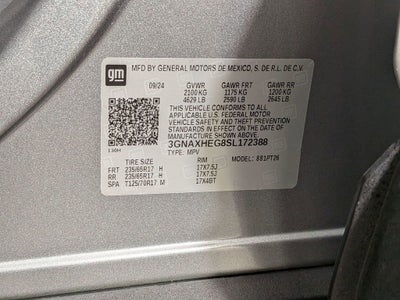 gm
MFD BY GENERAL MOTORS DE MEXICO, S. DE R.L. DE C.V.
09/24 GVWR GAWR FRT GAWR RR
2100 KG 1175 KG 1200 KG
4629 LB 2590 LB 2645 LB
THIS VEHICLE CONFORMS TO ALL
APPLICABLE U.S. FEDERAL MOTOR
VEHICLE SAFETY AND THEFT PREVENTION
STANDARDS IN EFFECT ON THE DATE OF
MANUFACTURE SHOWN ABOVE.
3GNAXHEG8SL172388
TYPE: MPV MODEL: 881PT26
TIRE SIZE RIM
FRT 235/65R17 H 17X7.5J
RR 235/65R17 H 17X7.5J
SPA T125/70R17 M 17X4BT